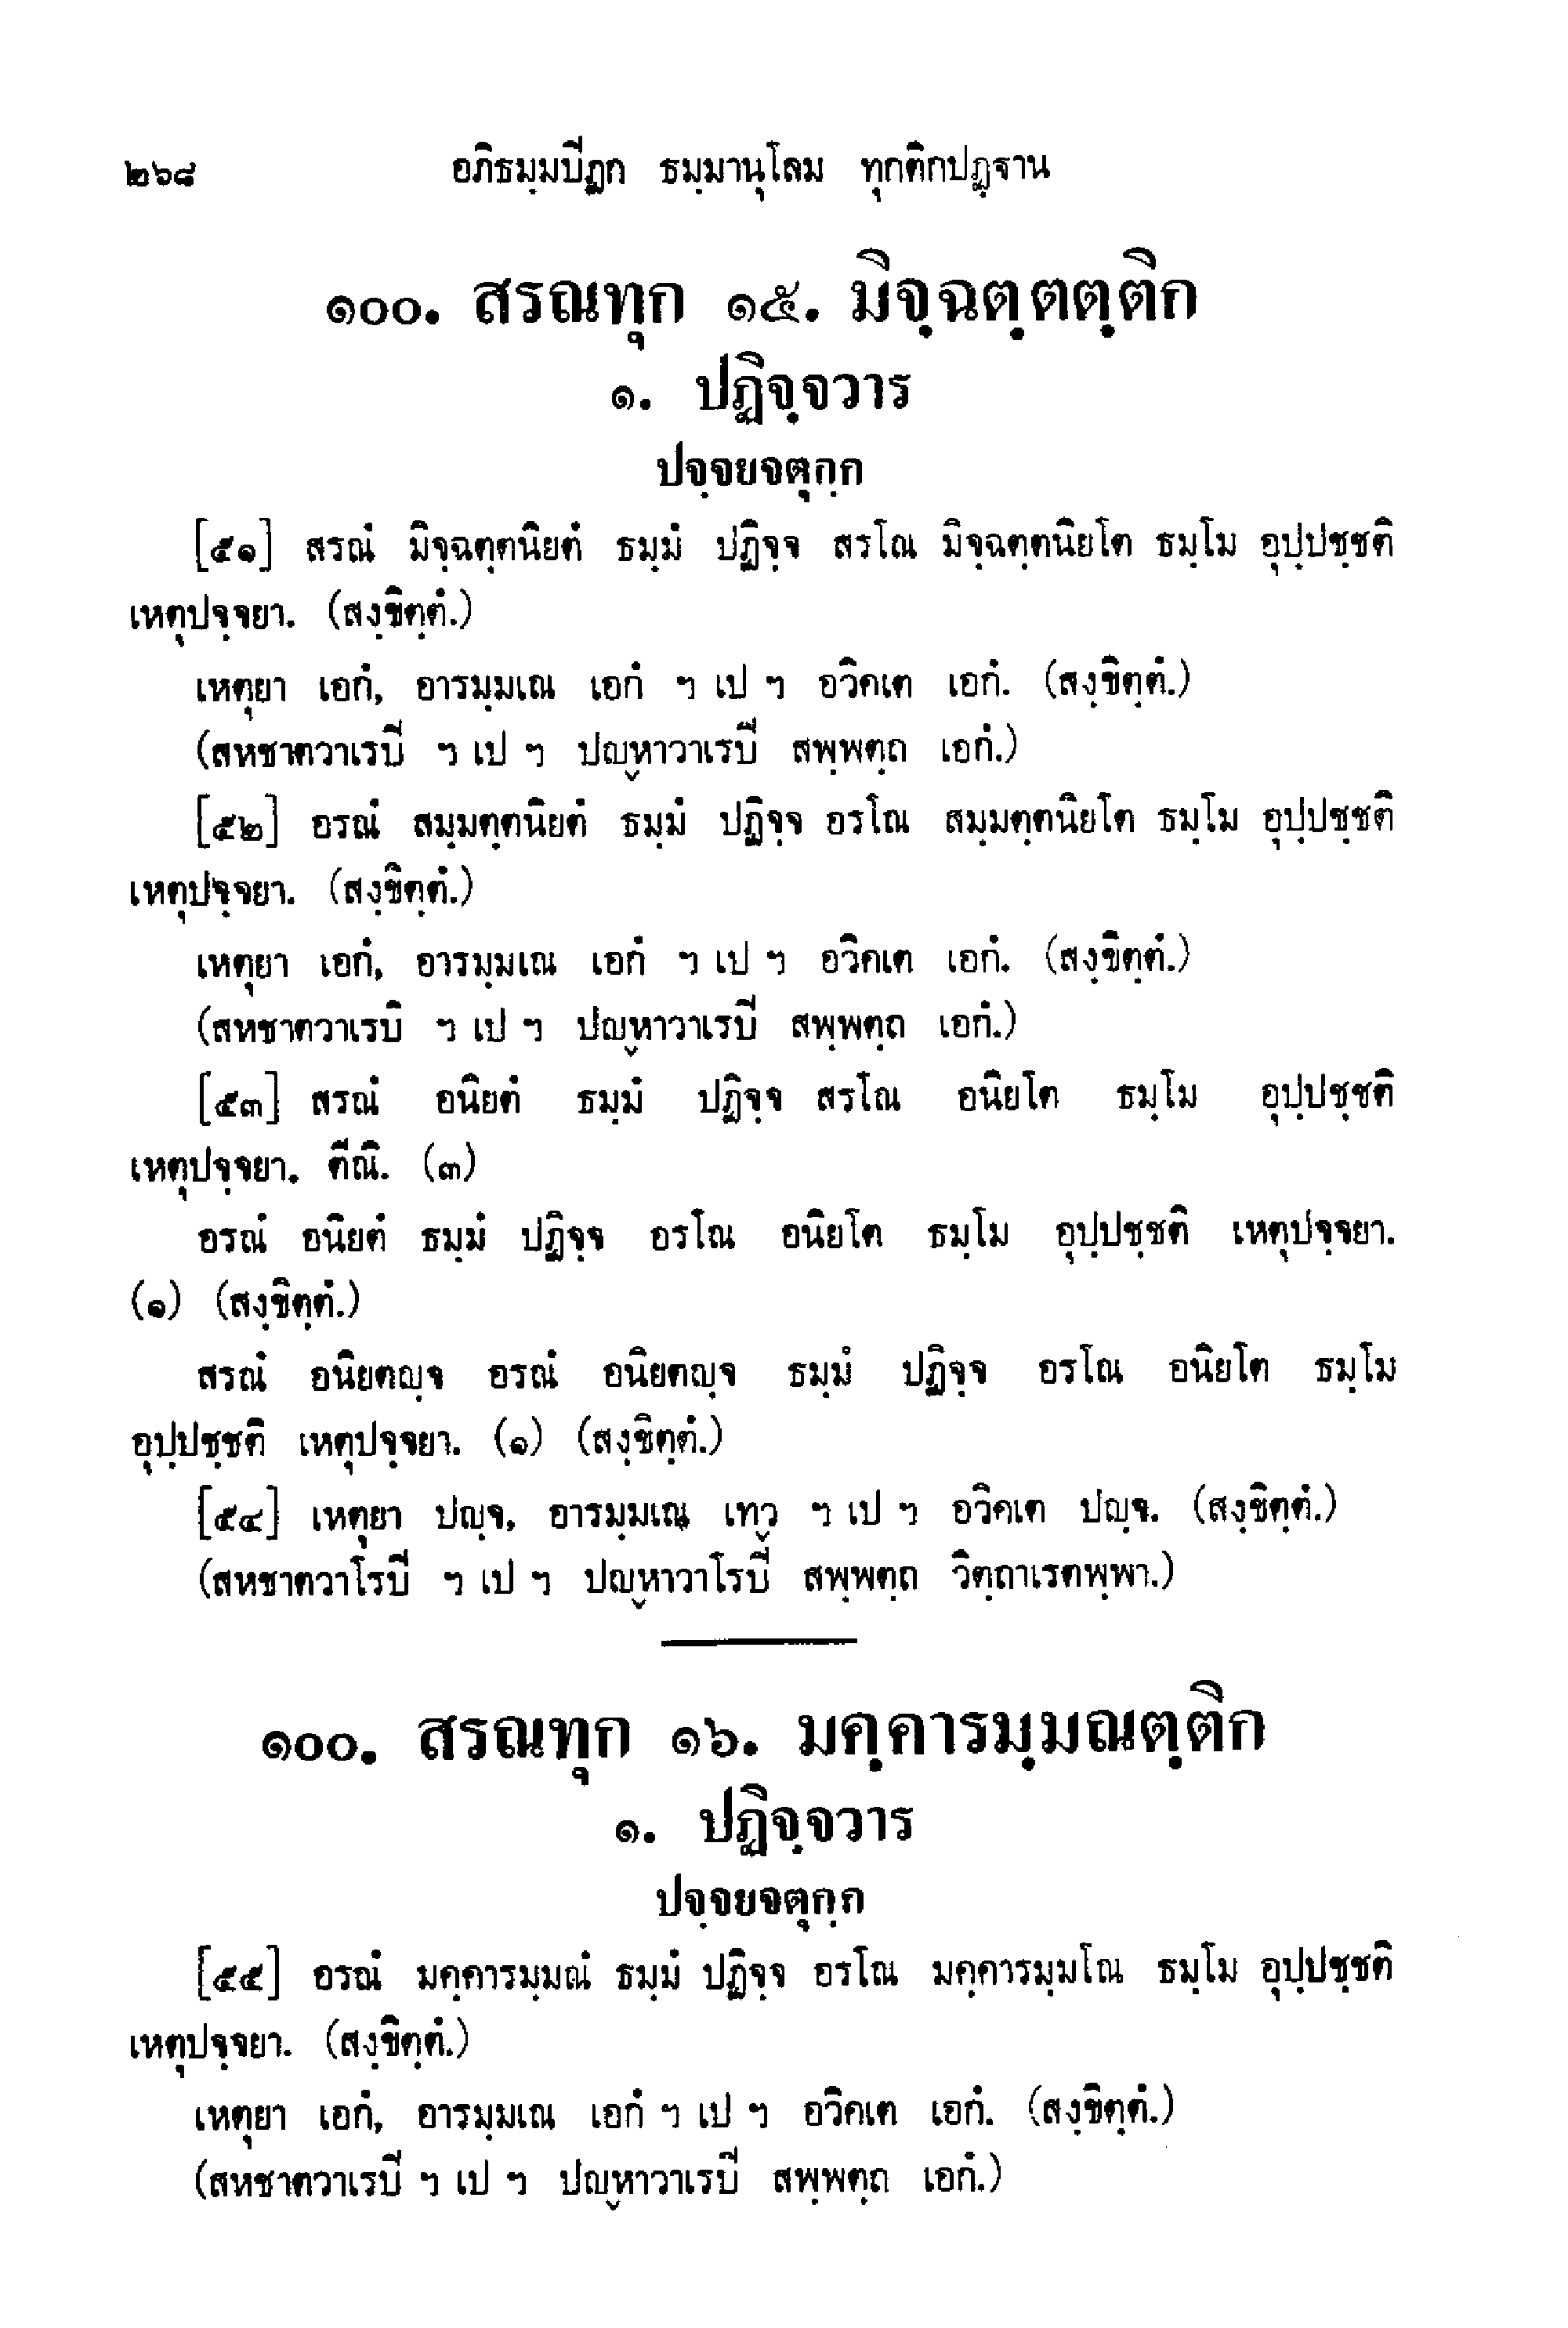 ๒๖๘ อภิธมฺมปีฏก ธมฺมานุโลม ทุกติกปฏฺฐาน
๑๐๐. สรณทุก ๑๕. มิจฺฉตฺตตฺติก
๑. ปฏิจฺจวาร
ปจฺจยจตุกฺก
[๕๑] สรณํ มิจฺฉตฺตนิยตํ ธมฺมํ ปฏิจฺจ สรโณ มิจฺฉตฺตนิยโต ธมฺโม อุปฺปชฺชติ
เหตุปจฺจยา. (สงฺขิตฺตํ.)
เหตุยา เอกํ, อารมฺมเณ เอกํ ฯ เป ฯ อวิคเต เอกํ. (สงฺขิตฺตํ.)
(สหชาตวาเรปี ฯ เป ฯ ปญฺหาวาเรปี สพฺพตฺถ เอกํ.)
[๕๒] อรณํ สมฺมตฺตนิยตํ ธมฺมํ ปฏิจฺจ อรโณ สมฺมตฺตนิยโต ธมฺโม อุปฺปชฺชติ
เหตุปจฺจยา. (สงฺขิตฺตํ.)
เหตุยา เอกํ, อารมฺมเณ เอกํ ฯ เป ฯ อวิคเต เอกํ. (สงฺขิตฺตํ.)
(สหชาตวาเรปิ ฯ เป ฯ ปญฺหาวาเรปี สพฺพตฺถ เอกํ.)
[๕๓] สรณํ อนิยตํ ธมฺมํ ปฏิจฺจ สรโณ อนิยโต ธมฺโม อุปฺปชฺชติ
เหตุปจฺจยา. ตีณิ. (๓)
อรณํ อนิยตํ ธมฺมํ ปฏิจฺจ อรโณ อนิยโต ธมฺโม อุปฺปชฺชติ เหตุปจฺจยา.
(๑) (สงฺขิตฺตํ.)
สรณํ อนิยตญฺจ อรณํ อนิยตญฺจ ธมฺมํ ปฏิจฺจ อรโณ อนิยโต ธมฺโม
อุปฺปชฺชติ เหตุปจฺจยา. (๑) (สงฺขิตฺตํ.)
[๕๔] เหตุยา ปญฺจ, อารมฺมเณ เทฺว ฯ เป ฯ อวิคเต ปญฺจ. (สงฺขิตฺตํ.)
(สหชาตวาโรปี ฯ เป ฯ ปญฺหาวาโรปี สพฺพตฺถ วิตฺถาเรตพฺพา.)
๑๐๐. สรณทุก ๑๖. มคฺคารมฺมณตฺติก
๑. ปฏิจฺจวาร
ปจฺจยจตุกฺก
[๕๕] อรณํ มคฺคารมฺมณํ ธมฺมํ ปฏิจฺจ อรโณ มคฺคารมฺมโณ ธมฺโม อุปฺปชฺชติ
เหตุปจฺจยา. (สงฺขิตฺตํ.)
เหตุยา เอกํ, อารมฺมเณ เอกํ ฯ เป ฯ อวิคเต เอกํ. (สงฺขิตฺตํ.)
(สหชาตวาเรปี ฯ เป ฯ ปญฺหาวาเรปี สพฺพตฺถ เอกํ.)